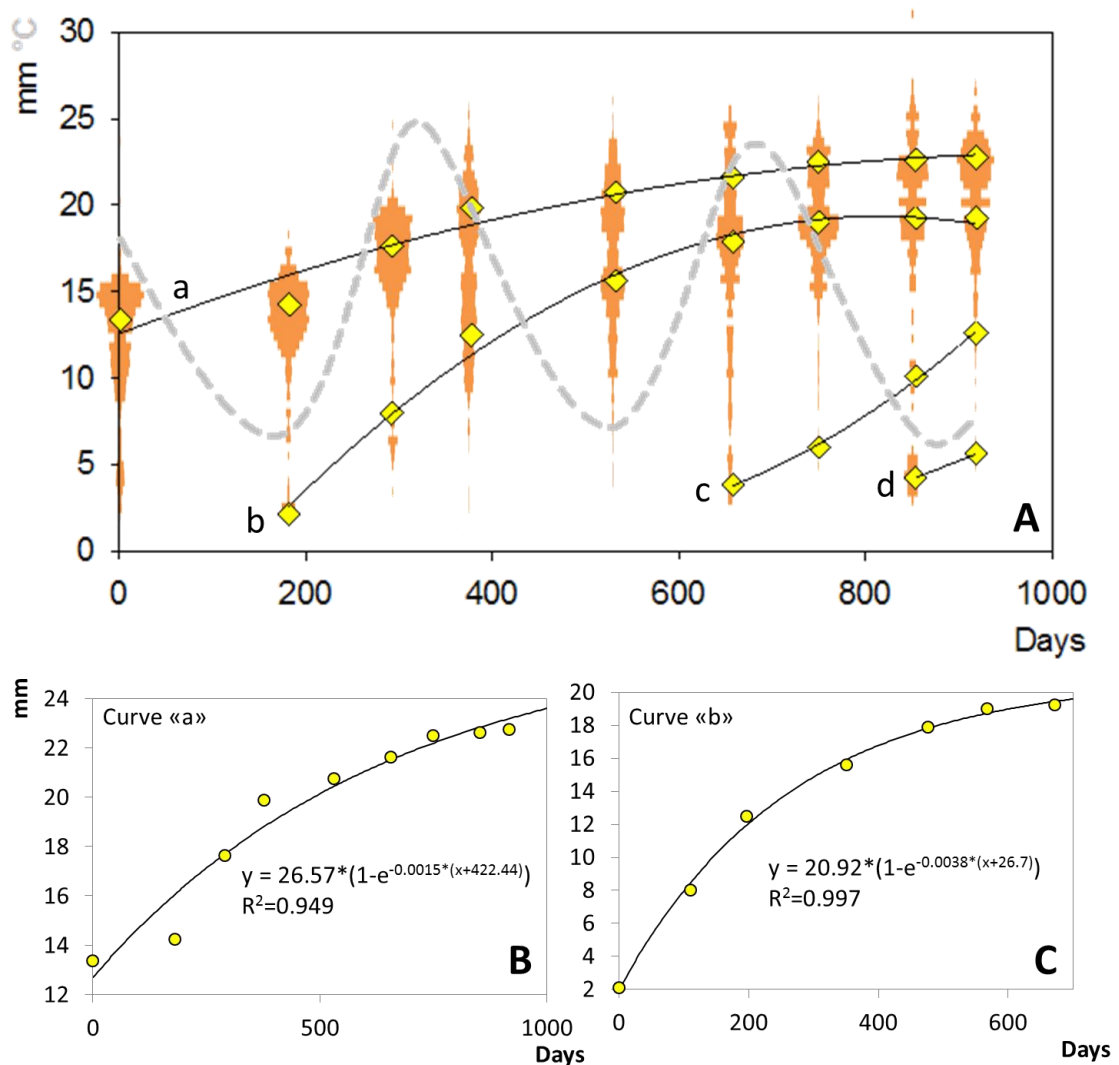 mm °C
30
25
20
15
10
5
0
a
b
c
d
A
0 200 400 600 800 1000
Days
mm
24
22
20
18
16
14
12
Curve «a»
y = 26.57*(1-e^-0.0015*(x+422.44))
R²=0.949
B
0 500 1000
Days
20
18
16
14
12
10
8
6
4
2
Curve «b»
y = 20.92*(1-e^-0.0038*(x+26.7))
R²=0.997
C
0 200 400 600
Days